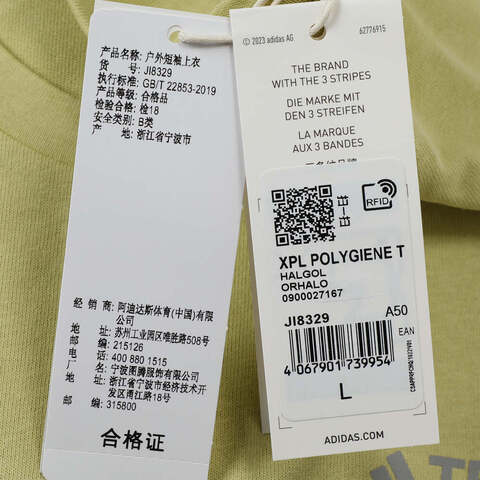 产品名称: 户外短袖上衣
货 号: JI8329
执行标准: GB/T 22853-2019
产品等级: 合格品
检验合格: 检18
安全类别: B类
产 地: 浙江省宁波市
经 销 商: 阿迪达斯体育(中国)有限公司
地 址: 苏州工业园区唯胜路508号
邮 编: 215126
电 话: 400 880 1515
制 造 商: 宁波图腾服饰有限公司
地 址: 浙江省宁波市经济技术开
发区甬江路18号
邮 编: 315800
合格证
© 2023 adidas AG
62776915
THE BRAND
WITH THE 3 STRIPES
DIE MARKE MIT
DEN 3 STREIFEN
LA MARQUE
AUX 3 BANDES
RFID
XPL POLYGIENE T
HALGOL
ORHALO
0900027167
JI8329 A50
EAN
4 067901 739954
L
ADIDAS.COM